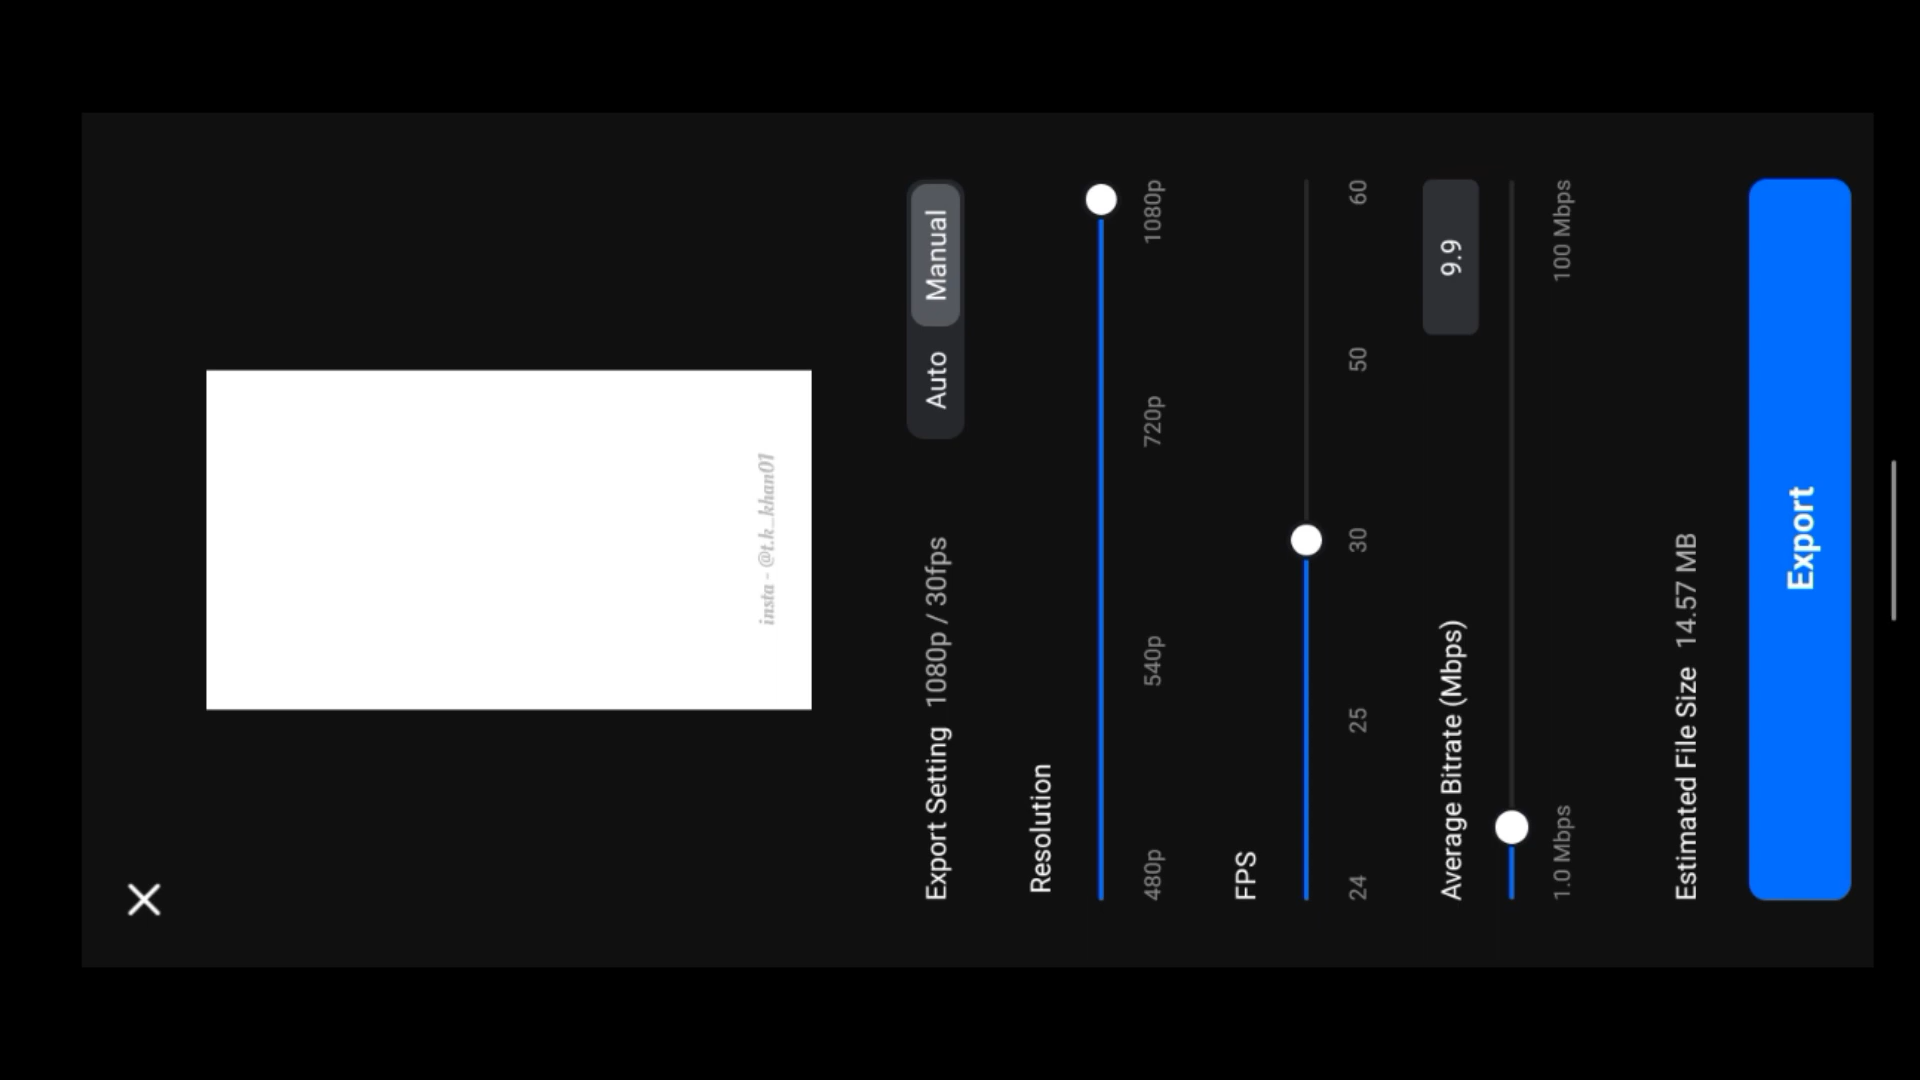 insta - @t.k_khan01
Export Setting 1080p / 30fps
Auto Manual
Resolution
480p 540p 720p 1080p
FPS
24 25 30 50 60
Average Bitrate (Mbps) 9.9
1.0 Mbps 100 Mbps
Estimated File Size 14.57 MB
Export